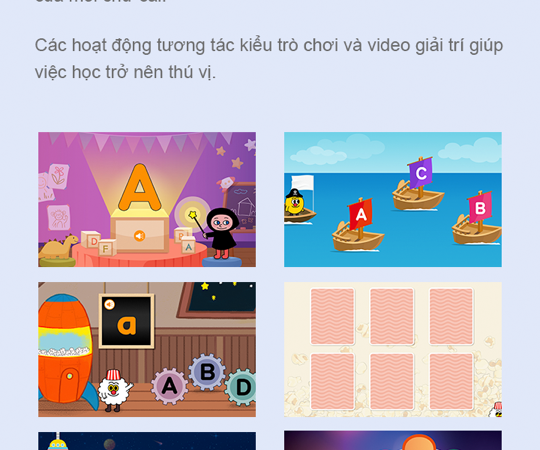 Các hoạt động tương tác kiểu trò chơi và video giải trí giúp
việc học trở nên thú vị.
A
D
F
A
C
A
B
a
A
B
D